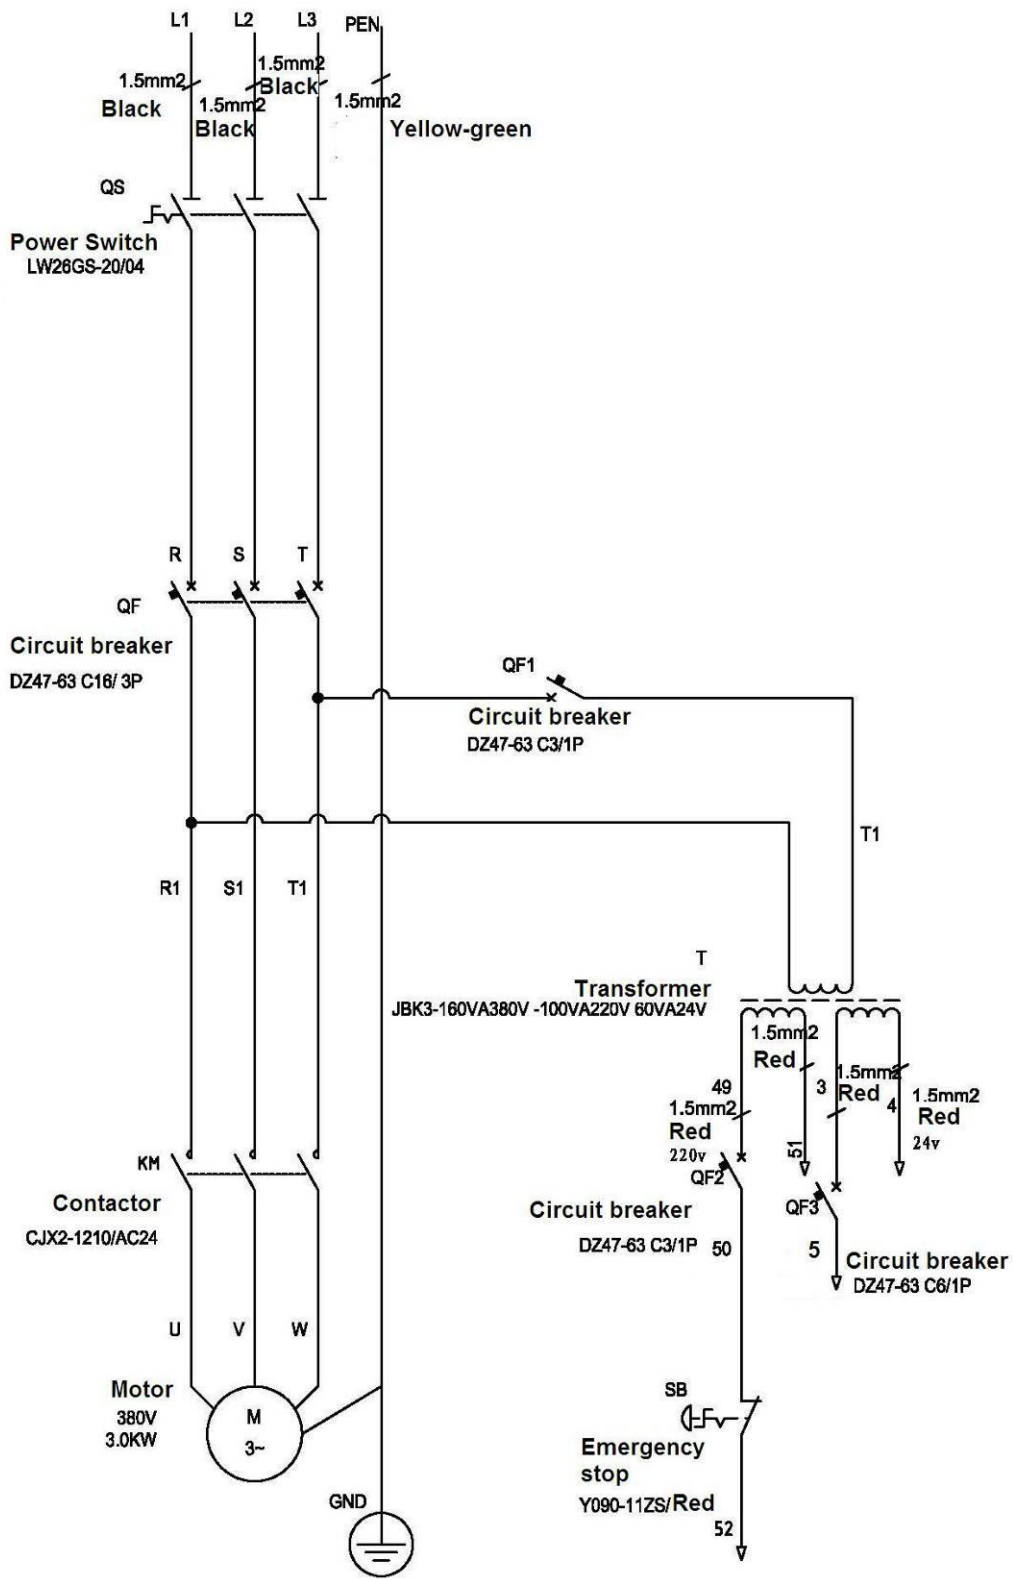 L1 L2 L3 PEN
1.5mm2
Black
1.5mm2
Black
1.5mm2
Black
1.5mm2
Yellow-green
QS
Power Switch
LW26GS-20/04
R S T
QF
Circuit breaker
DZ47-63 C16/ 3P
QF1
Circuit breaker
DZ47-63 C3/1P
T1
R1 S1 T1
T
Transformer
JBK3-160VA380V -100VA220V 60VA24V
1.5mm2
Red
49
3
1.5mm2
Red
4
1.5mm2
Red
24v
1.5mm2
Red
220v
51
QF2
Circuit breaker
DZ47-63 C3/1P
50
QF3
5
Circuit breaker
DZ47-63 C6/1P
KM
Contactor
CJX2-1210/AC24
U V W
Motor
380V
3.0KW
M
3~
SB
Emergency
stop
Y090-11ZS/Red
52
GND